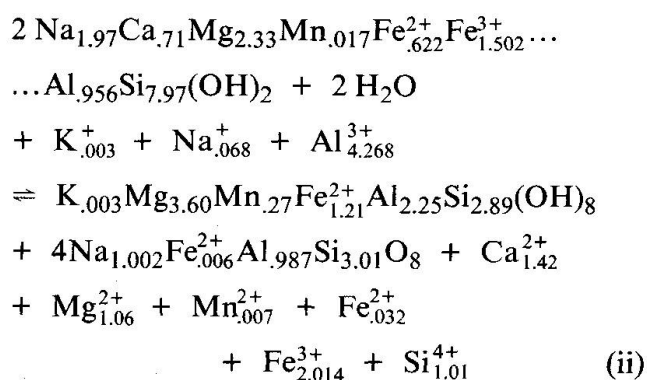 2 Na₁.₉₇Ca.₇₁Mg₂.₃₃Mn.₀₁₇Fe²⁺.₆₂₂Fe³⁺₁.₅₀₂...
...Al.₉₅₆Si₇.₉₇(OH)₂ + 2 H₂O
+ K⁺.₀₀₃ + Na⁺.₀₆₈ + Al³⁺₄.₂₆₈
⇌ K.₀₀₃Mg₃.₆₀Mn.₂₇Fe²⁺₁.₂₁Al₂.₂₅Si₂.₈₉(OH)₈
+ 4Na₁.₀₀₂Fe²⁺.₀₀₆Al.₉₈₇Si₃.₀₁O₈ + Ca²⁺₁.₄₂
+ Mg²⁺₁.₀₆ + Mn²⁺.₀₀₇ + Fe²⁺.₀₃₂
+ Fe³⁺₂.₀₁₄ + Si⁴⁺₁.₀₁ (ii)